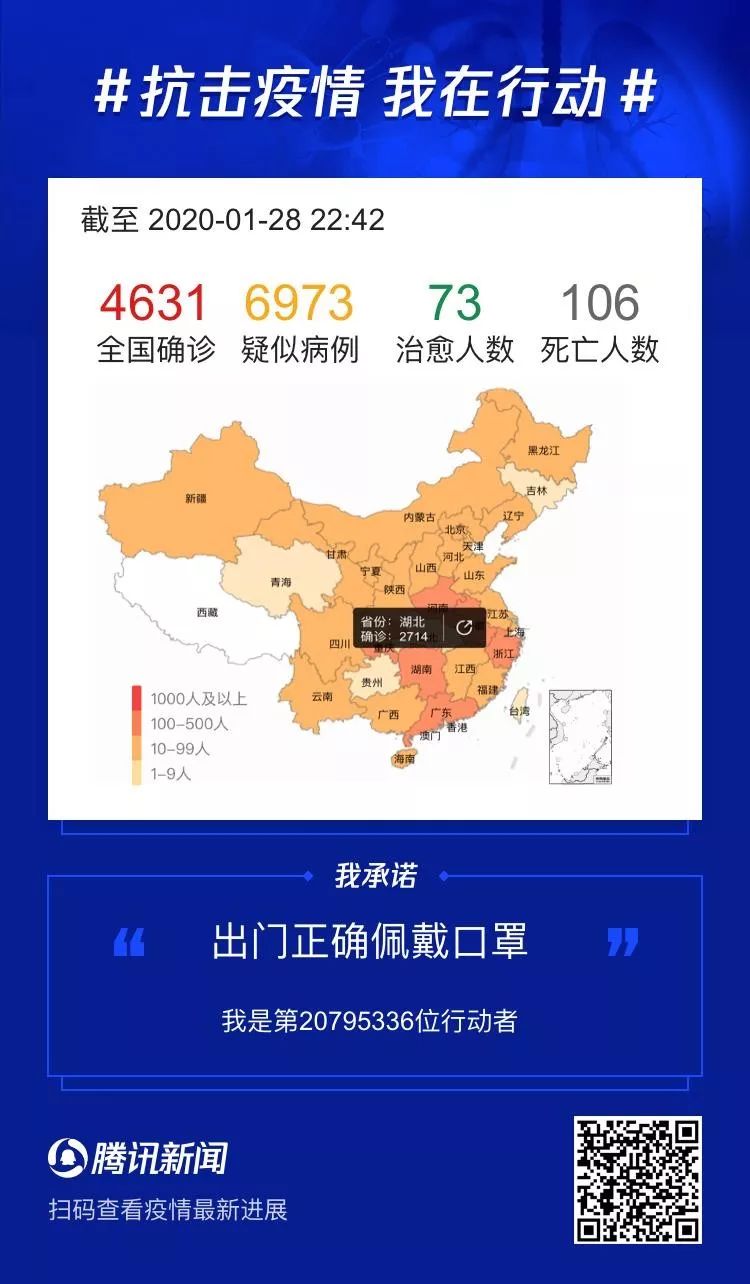 #抗击疫情 我在行动#
截至 2020-01-28 22:42
4631 6973 73 106
全国确诊 疑似病例 治愈人数 死亡人数
黑龙江
吉林
新疆
辽宁
内蒙古
北京
天津
甘肃
河北
宁夏
山西
山东
青海
陕西
河南
江苏
西藏
省份：湖北
确诊：2714
上海
四川
重庆
浙江
湖南
江西
贵州
福建
云南
广西
广东
台湾
香港
澳门
海南
1000人及以上
100-500人
10-99人
1-9人
我承诺
“ 出门正确佩戴口罩 ”
我是第20795336位行动者
腾讯新闻
扫码查看疫情最新进展